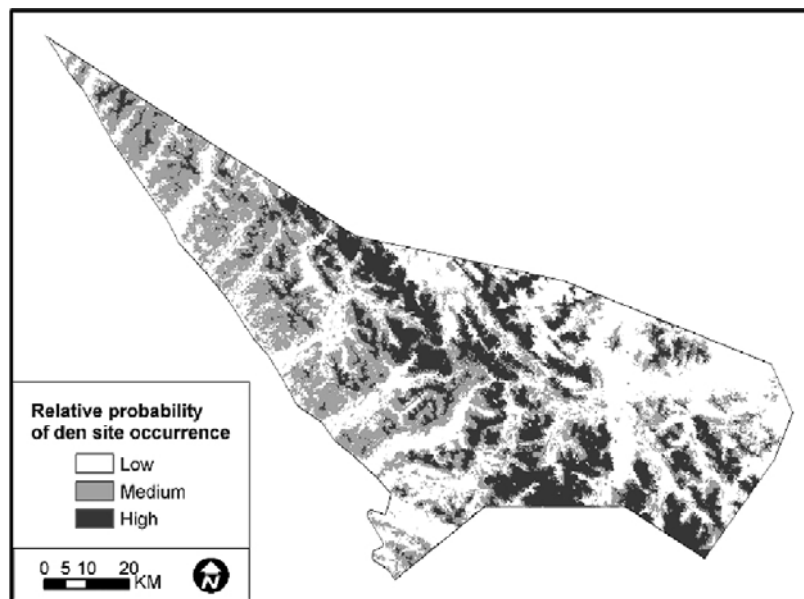 Relative probability
of den site occurrence
Low
Medium
High
0 5 10 20
KM
N